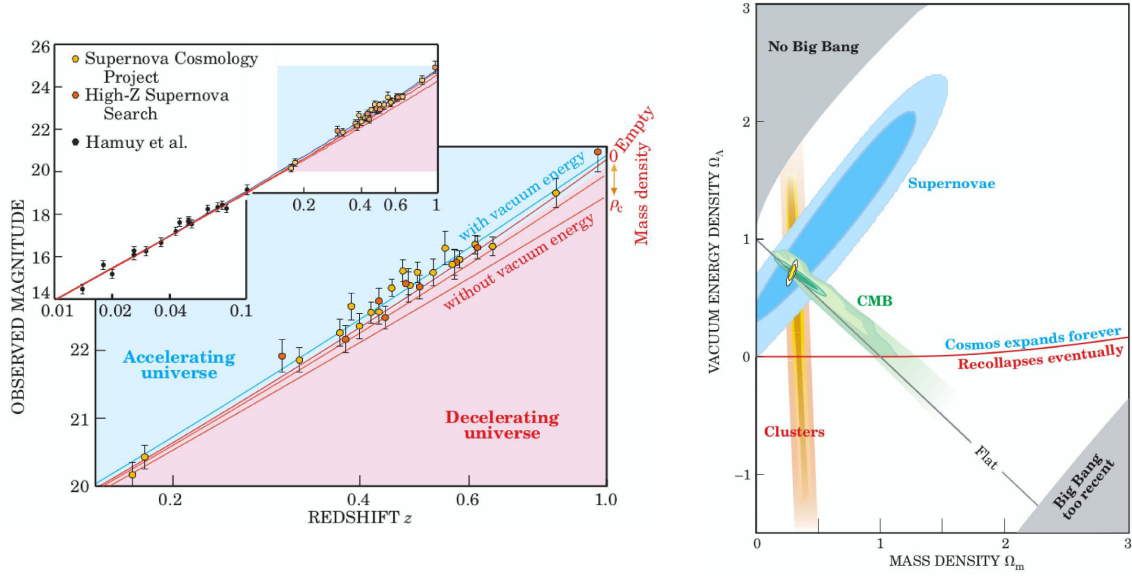 26
24
22
20
18
16
14
0.01
0.02
0.04
0.1
Supernova Cosmology
Project
High-Z Supernova
Search
Hamuy et al.
0.2
0.4
0.6
1
OBSERVED MAGNITUDE
22
21
20
0.2
0.4
0.6
1.0
REDSHIFT z
Accelerating
universe
Decelerating
universe
with vacuum energy
without vacuum energy
Empty
0
ρc
Mass density
3
2
1
0
−1
VACUUM ENERGY DENSITY ΩΛ
No Big Bang
Supernovae
CMB
Cosmos expands forever
Recollapses eventually
Clusters
Flat
Big Bang
too recent
0
1
2
3
MASS DENSITY Ωm